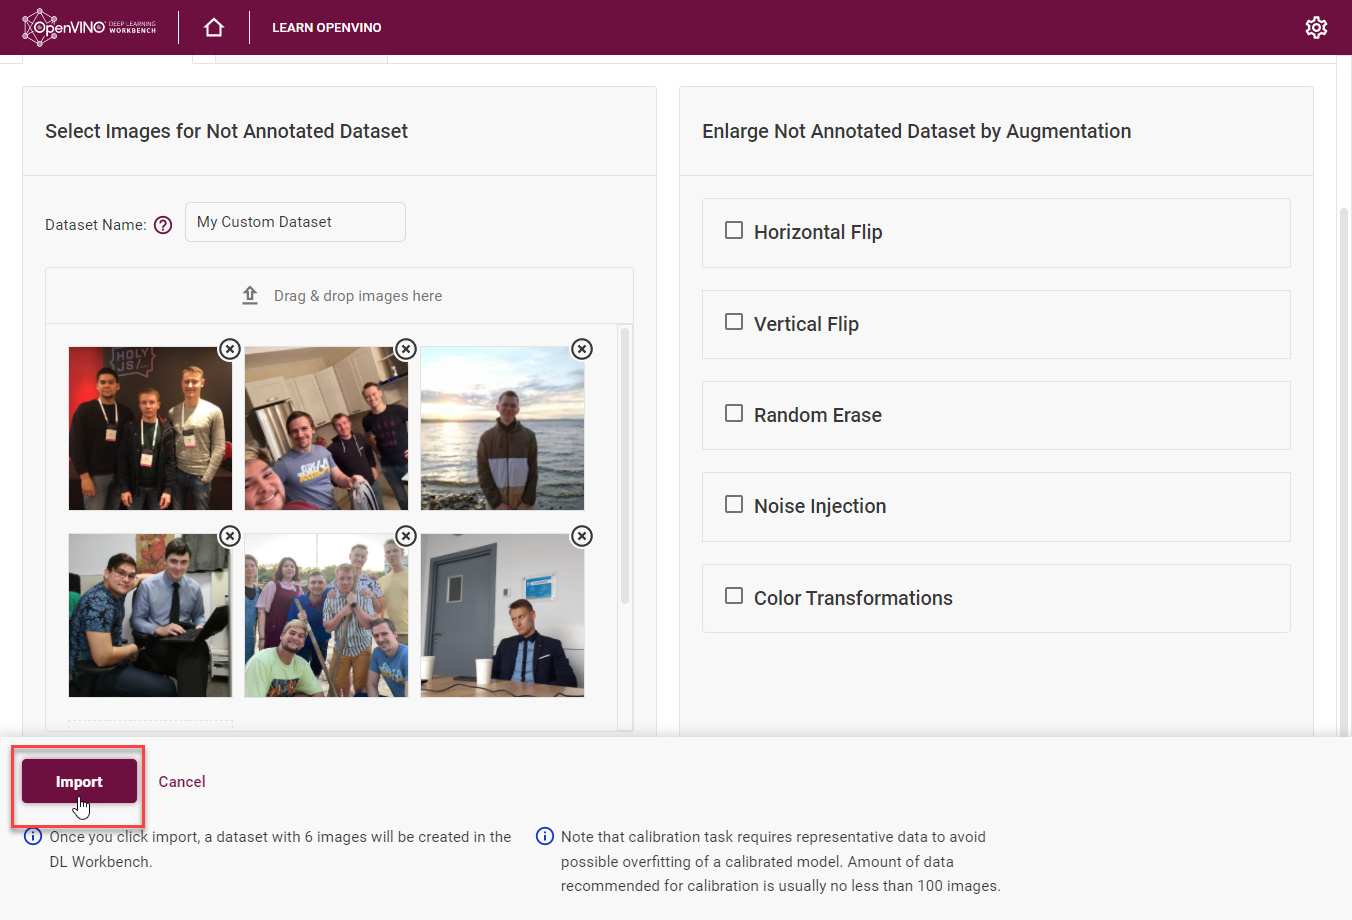 OpenVINO™ DEEP LEARNING
WORKBENCH
LEARN OPENVINO
Select Images for Not Annotated Dataset
Dataset Name: ?
My Custom Dataset
Drag & drop images here
HOLY
JS/
Enlarge Not Annotated Dataset by Augmentation
Horizontal Flip
Vertical Flip
Random Erase
Noise Injection
Color Transformations
Import
Cancel
Once you click import, a dataset with 6 images will be created in the
DL Workbench.
Note that calibration task requires representative data to avoid
possible overfitting of a calibrated model. Amount of data
recommended for calibration is usually no less than 100 images.